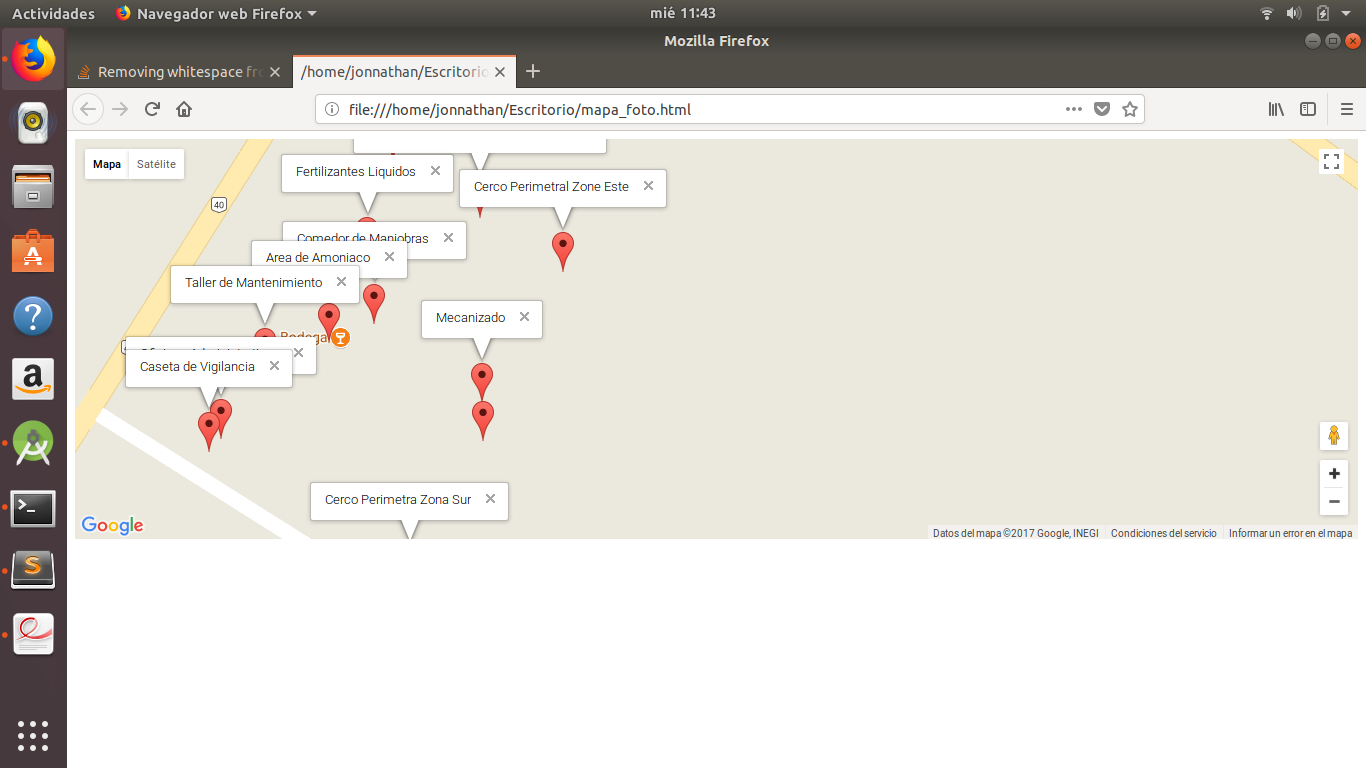 Actividades
Navegador web Firefox
mié 11:43
Mozilla Firefox
Removing whitespace fro
/home/jonnathan/Escritorio
file:///home/jonnathan/Escritorio/mapa_foto.html
Mapa
Satélite
40
Fertilizantes Liquidos
Cerco Perimetral Zone Este
Comedor de Maniobras
Area de Amoniaco
Taller de Mantenimiento
Mecanizado
Bodega
Caseta de Vigilancia
Cerco Perimetra Zona Sur
Google
Datos del mapa ©2017 Google, INEGI
Condiciones del servicio
Informar un error en el mapa